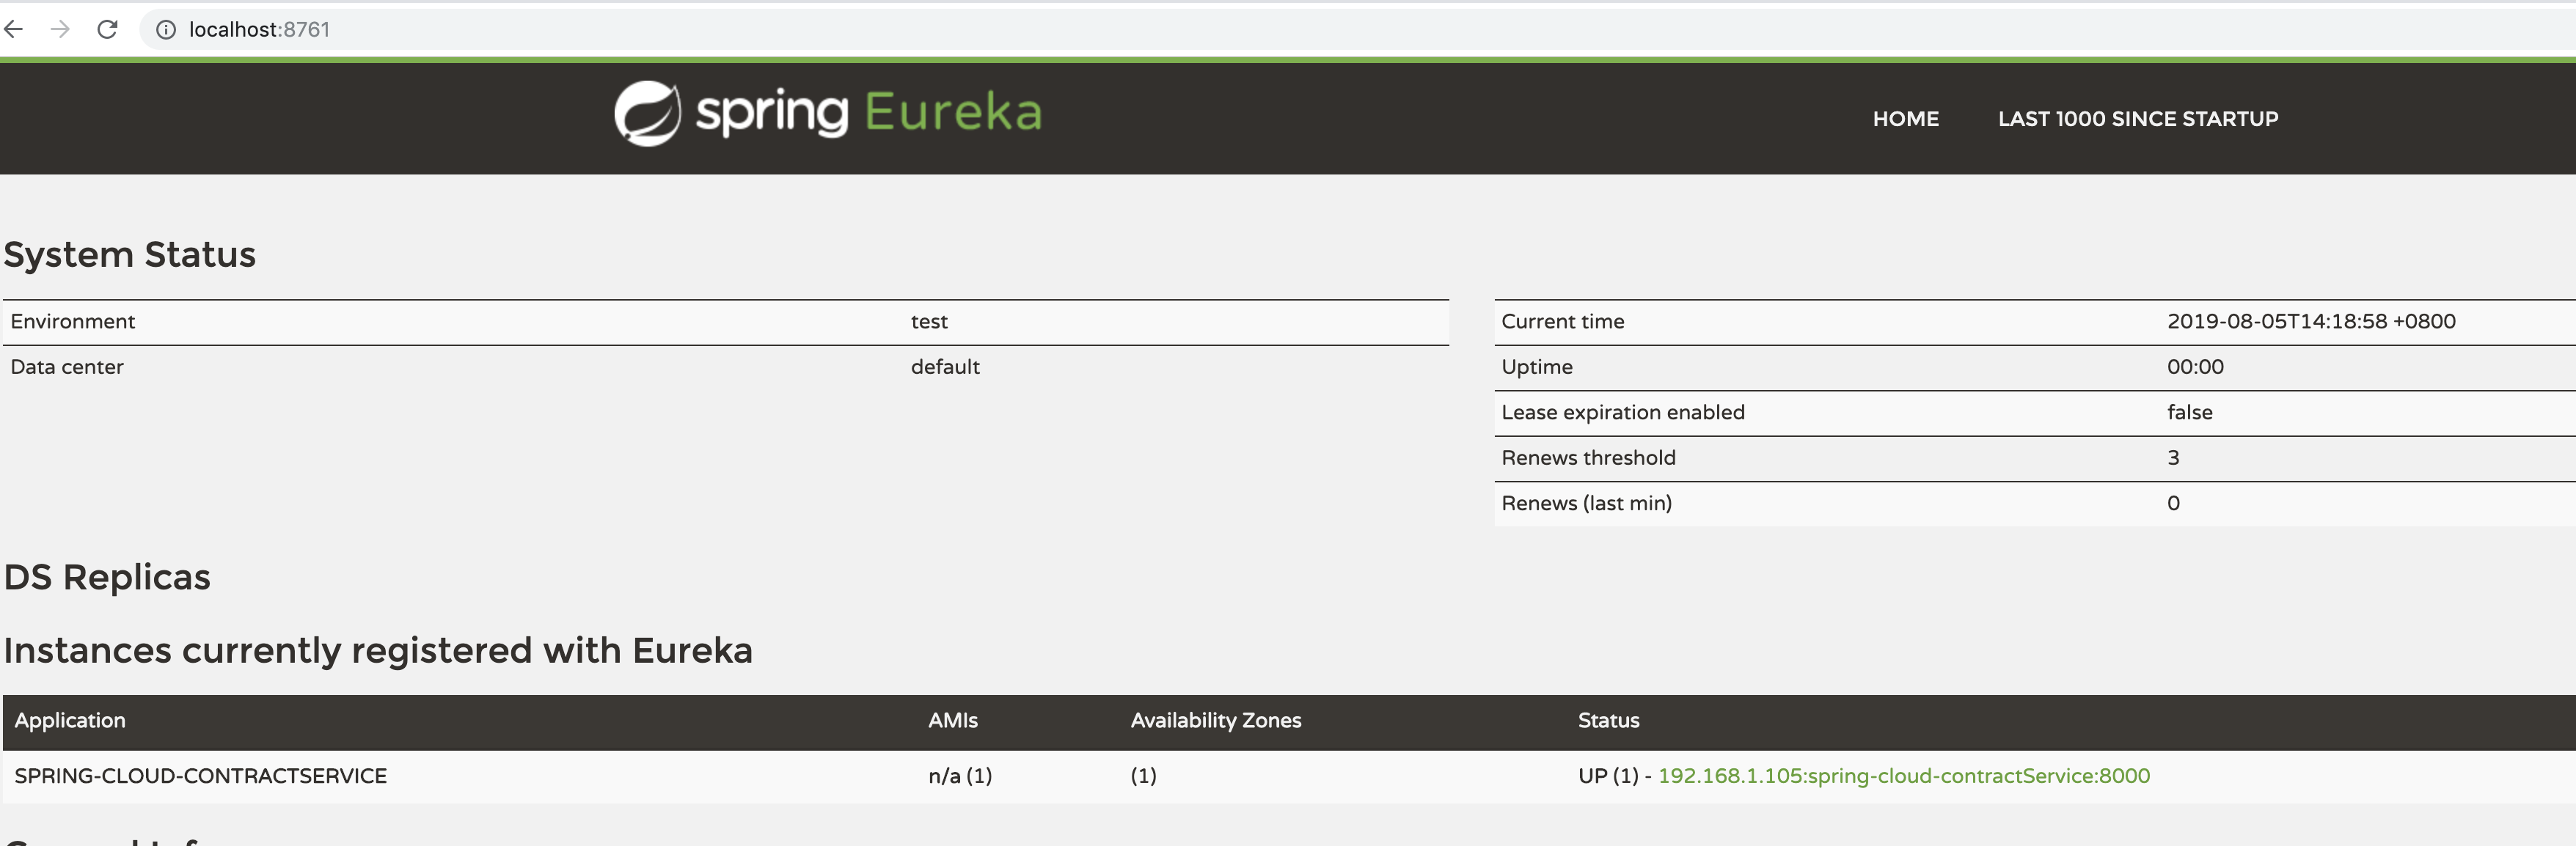 localhost:8761
spring Eureka
HOME LAST 1000 SINCE STARTUP
System Status
Environment test
Data center default
Current time 2019-08-05T14:18:58 +0800
Uptime 00:00
Lease expiration enabled false
Renews threshold 3
Renews (last min) 0
DS Replicas
Instances currently registered with Eureka
Application AMIs Availability Zones Status
SPRING-CLOUD-CONTRACTSERVICE n/a (1) (1) UP (1) - 192.168.1.105:spring-cloud-contractService:8000